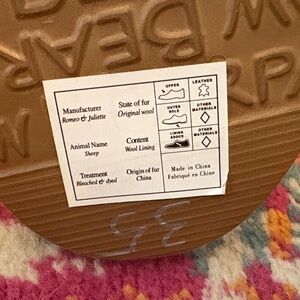 BEAR
Manufacturer
Romeo & Juliette
State of fur
Original wool
Animal Name
Sheep
Content
Wool Lining
Treatment
Bleached & dyed
Origin of fur
China
UPPER
LEATHER
OUTER
SOLE
OTHER
MATERIALS
LINING
&SOCK
OTHER
MATERIALS
Made in China
Fabriqué en Chine